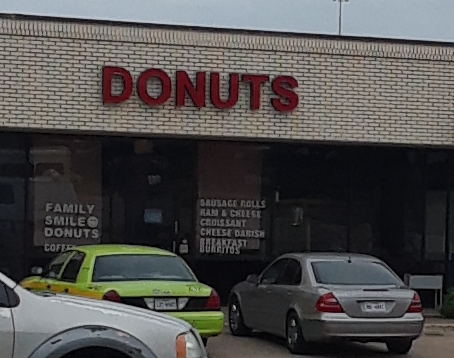 DONUTS
FAMILY
SMILE
DONUTS
COFFEE
SAUSAGE ROLLS
HAM & CHEESE
CROISSANT
CHEESE DANISH
BREAKFAST
BURRITOS